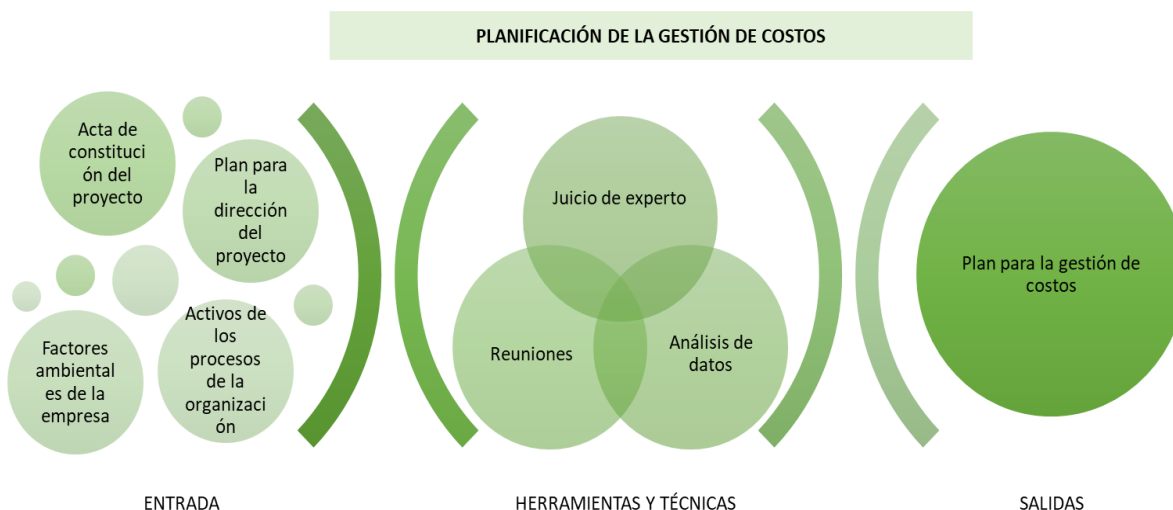 PLANIFICACIÓN DE LA GESTIÓN DE COSTOS
Acta de
constituci
ón del
proyecto
Plan para
la
dirección
del
proyecto
Factores
ambiental
es de la
empresa
Activos de
los
procesos
de la
organizaci
ón
Juicio de experto
Reuniones
Análisis de
datos
Plan para la gestión de
costos
ENTRADA
HERRAMIENTAS Y TÉCNICAS
SALIDAS